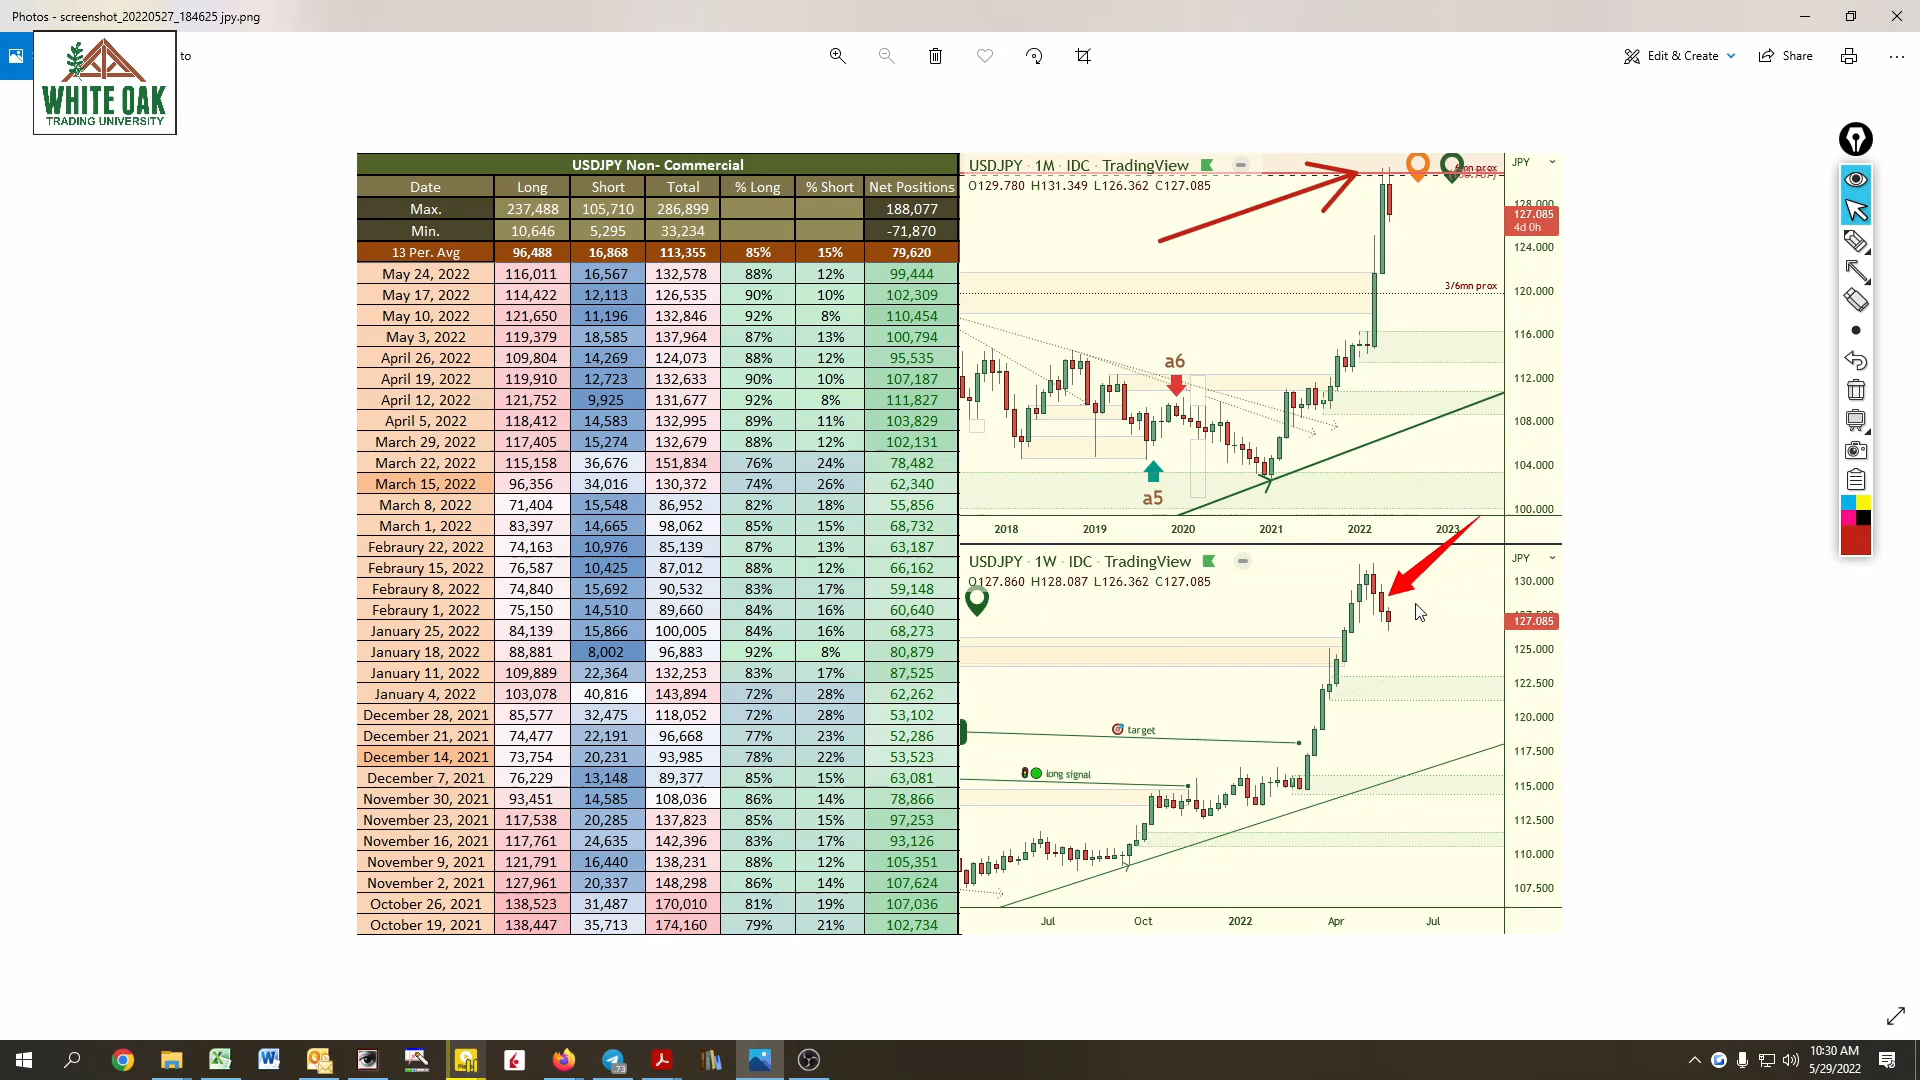 Photos - screenshot_20220527_184625 jpy.png
to
Edit & Create
Share
WHITE OAK
TRADING UNIVERSITY
USDJPY Non- Commercial
Date Long Short Total % Long % Short Net Positions
Max. 237,488 105,710 286,899 188,077
Min. 10,646 5,295 33,234 -71,870
13 Per. Avg 96,488 16,868 113,355 85% 15% 79,620
May 24, 2022 116,011 16,567 132,578 88% 12% 99,444
May 17, 2022 114,422 12,113 126,535 90% 10% 102,309
May 10, 2022 121,650 11,196 132,846 92% 8% 110,454
May 3, 2022 119,379 18,585 137,964 87% 13% 100,794
April 26, 2022 109,804 14,269 124,073 88% 12% 95,535
April 19, 2022 119,910 12,723 132,633 90% 10% 107,187
April 12, 2022 121,752 9,925 131,677 92% 8% 111,827
April 5, 2022 118,412 14,583 132,995 89% 11% 103,829
March 29, 2022 117,405 15,274 132,679 88% 12% 102,131
March 22, 2022 115,158 36,676 151,834 76% 24% 78,482
March 15, 2022 96,356 34,016 130,372 74% 26% 62,340
March 8, 2022 71,404 15,548 86,952 82% 18% 55,856
March 1, 2022 83,397 14,665 98,062 85% 15% 68,732
Febraury 22, 2022 74,163 10,976 85,139 87% 13% 63,187
Febraury 15, 2022 76,587 10,425 87,012 88% 12% 66,162
Febraury 8, 2022 74,840 15,692 90,532 83% 17% 59,148
Febraury 1, 2022 75,150 14,510 89,660 84% 16% 60,640
January 25, 2022 84,139 15,866 100,005 84% 16% 68,273
January 18, 2022 88,881 8,002 96,883 92% 8% 80,879
January 11, 2022 109,889 22,364 132,253 83% 17% 87,525
January 4, 2022 103,078 40,816 143,894 72% 28% 62,262
December 28, 2021 85,577 32,475 118,052 72% 28% 53,102
December 21, 2021 74,477 22,191 96,668 77% 23% 52,286
December 14, 2021 73,754 20,231 93,985 78% 22% 53,523
December 7, 2021 76,229 13,148 89,377 85% 15% 63,081
November 30, 2021 93,451 14,585 108,036 86% 14% 78,866
November 23, 2021 117,538 20,285 137,823 85% 15% 97,253
November 16, 2021 117,761 24,635 142,396 83% 17% 93,126
November 9, 2021 121,791 16,440 138,231 88% 12% 105,351
November 2, 2021 127,961 20,337 148,298 86% 14% 107,624
October 26, 2021 138,523 31,487 170,010 81% 19% 107,036
October 19, 2021 138,447 35,713 174,160 79% 21% 102,734
USDJPY · 1M · IDC · TradingView
JPY
O129.780 H131.349 L126.362 C127.085
128.000
127.085
4d 0h
124.000
3/6mn prox
120.000
116.000
a6
112.000
108.000
104.000
a5
100.000
2018 2019 2020 2021 2022 2023
USDJPY · 1W · IDC · TradingView
JPY
O127.860 H128.087 L126.362 C127.085
130.000
127.085
125.000
122.500
120.000
target
117.500
long signal
115.000
112.500
110.000
107.500
Jul Oct 2022 Apr Jul
73
10:30 AM
5/29/2022